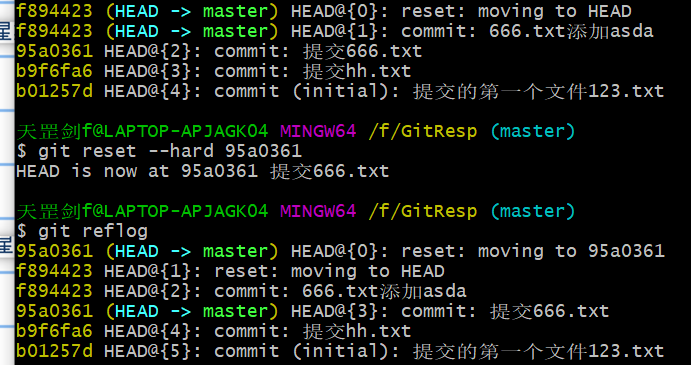 f894423 (HEAD -> master) HEAD@{0}: reset: moving to HEAD
f894423 (HEAD -> master) HEAD@{1}: commit: 666.txt添加asda
95a0361 HEAD@{2}: commit: 提交666.txt
b9f6fa6 HEAD@{3}: commit: 提交hh.txt
b01257d HEAD@{4}: commit (initial): 提交的第一个文件123.txt
天罡剑f@LAPTOP-APJAGK04 MINGW64 /f/GitResp (master)
$ git reset --hard 95a0361
HEAD is now at 95a0361 提交666.txt
天罡剑f@LAPTOP-APJAGK04 MINGW64 /f/GitResp (master)
$ git reflog
95a0361 (HEAD -> master) HEAD@{0}: reset: moving to 95a0361
f894423 HEAD@{1}: reset: moving to HEAD
f894423 HEAD@{2}: commit: 666.txt添加asda
95a0361 (HEAD -> master) HEAD@{3}: commit: 提交666.txt
b9f6fa6 HEAD@{4}: commit: 提交hh.txt
b01257d HEAD@{5}: commit (initial): 提交的第一个文件123.txt